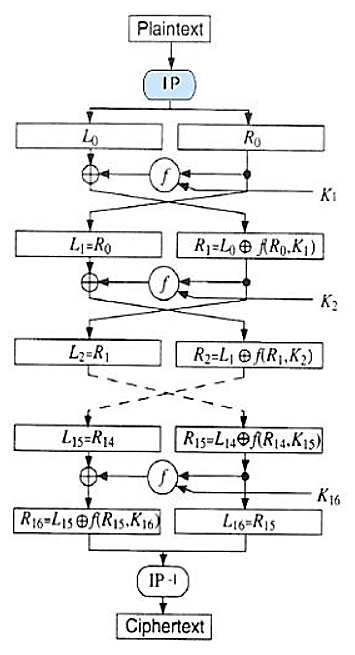 Plaintext
IP
L0 R0
f
K1
L1=R0 R1=L0 ⊕ f(R0,K1)
f
K2
L2=R1 R2=L1 ⊕ f(R1,K2)
L15=R14 R15=L14⊕f(R14,K15)
f
K16
R16=L15⊕f(R15,K16) L16=R15
IP-1
Ciphertext